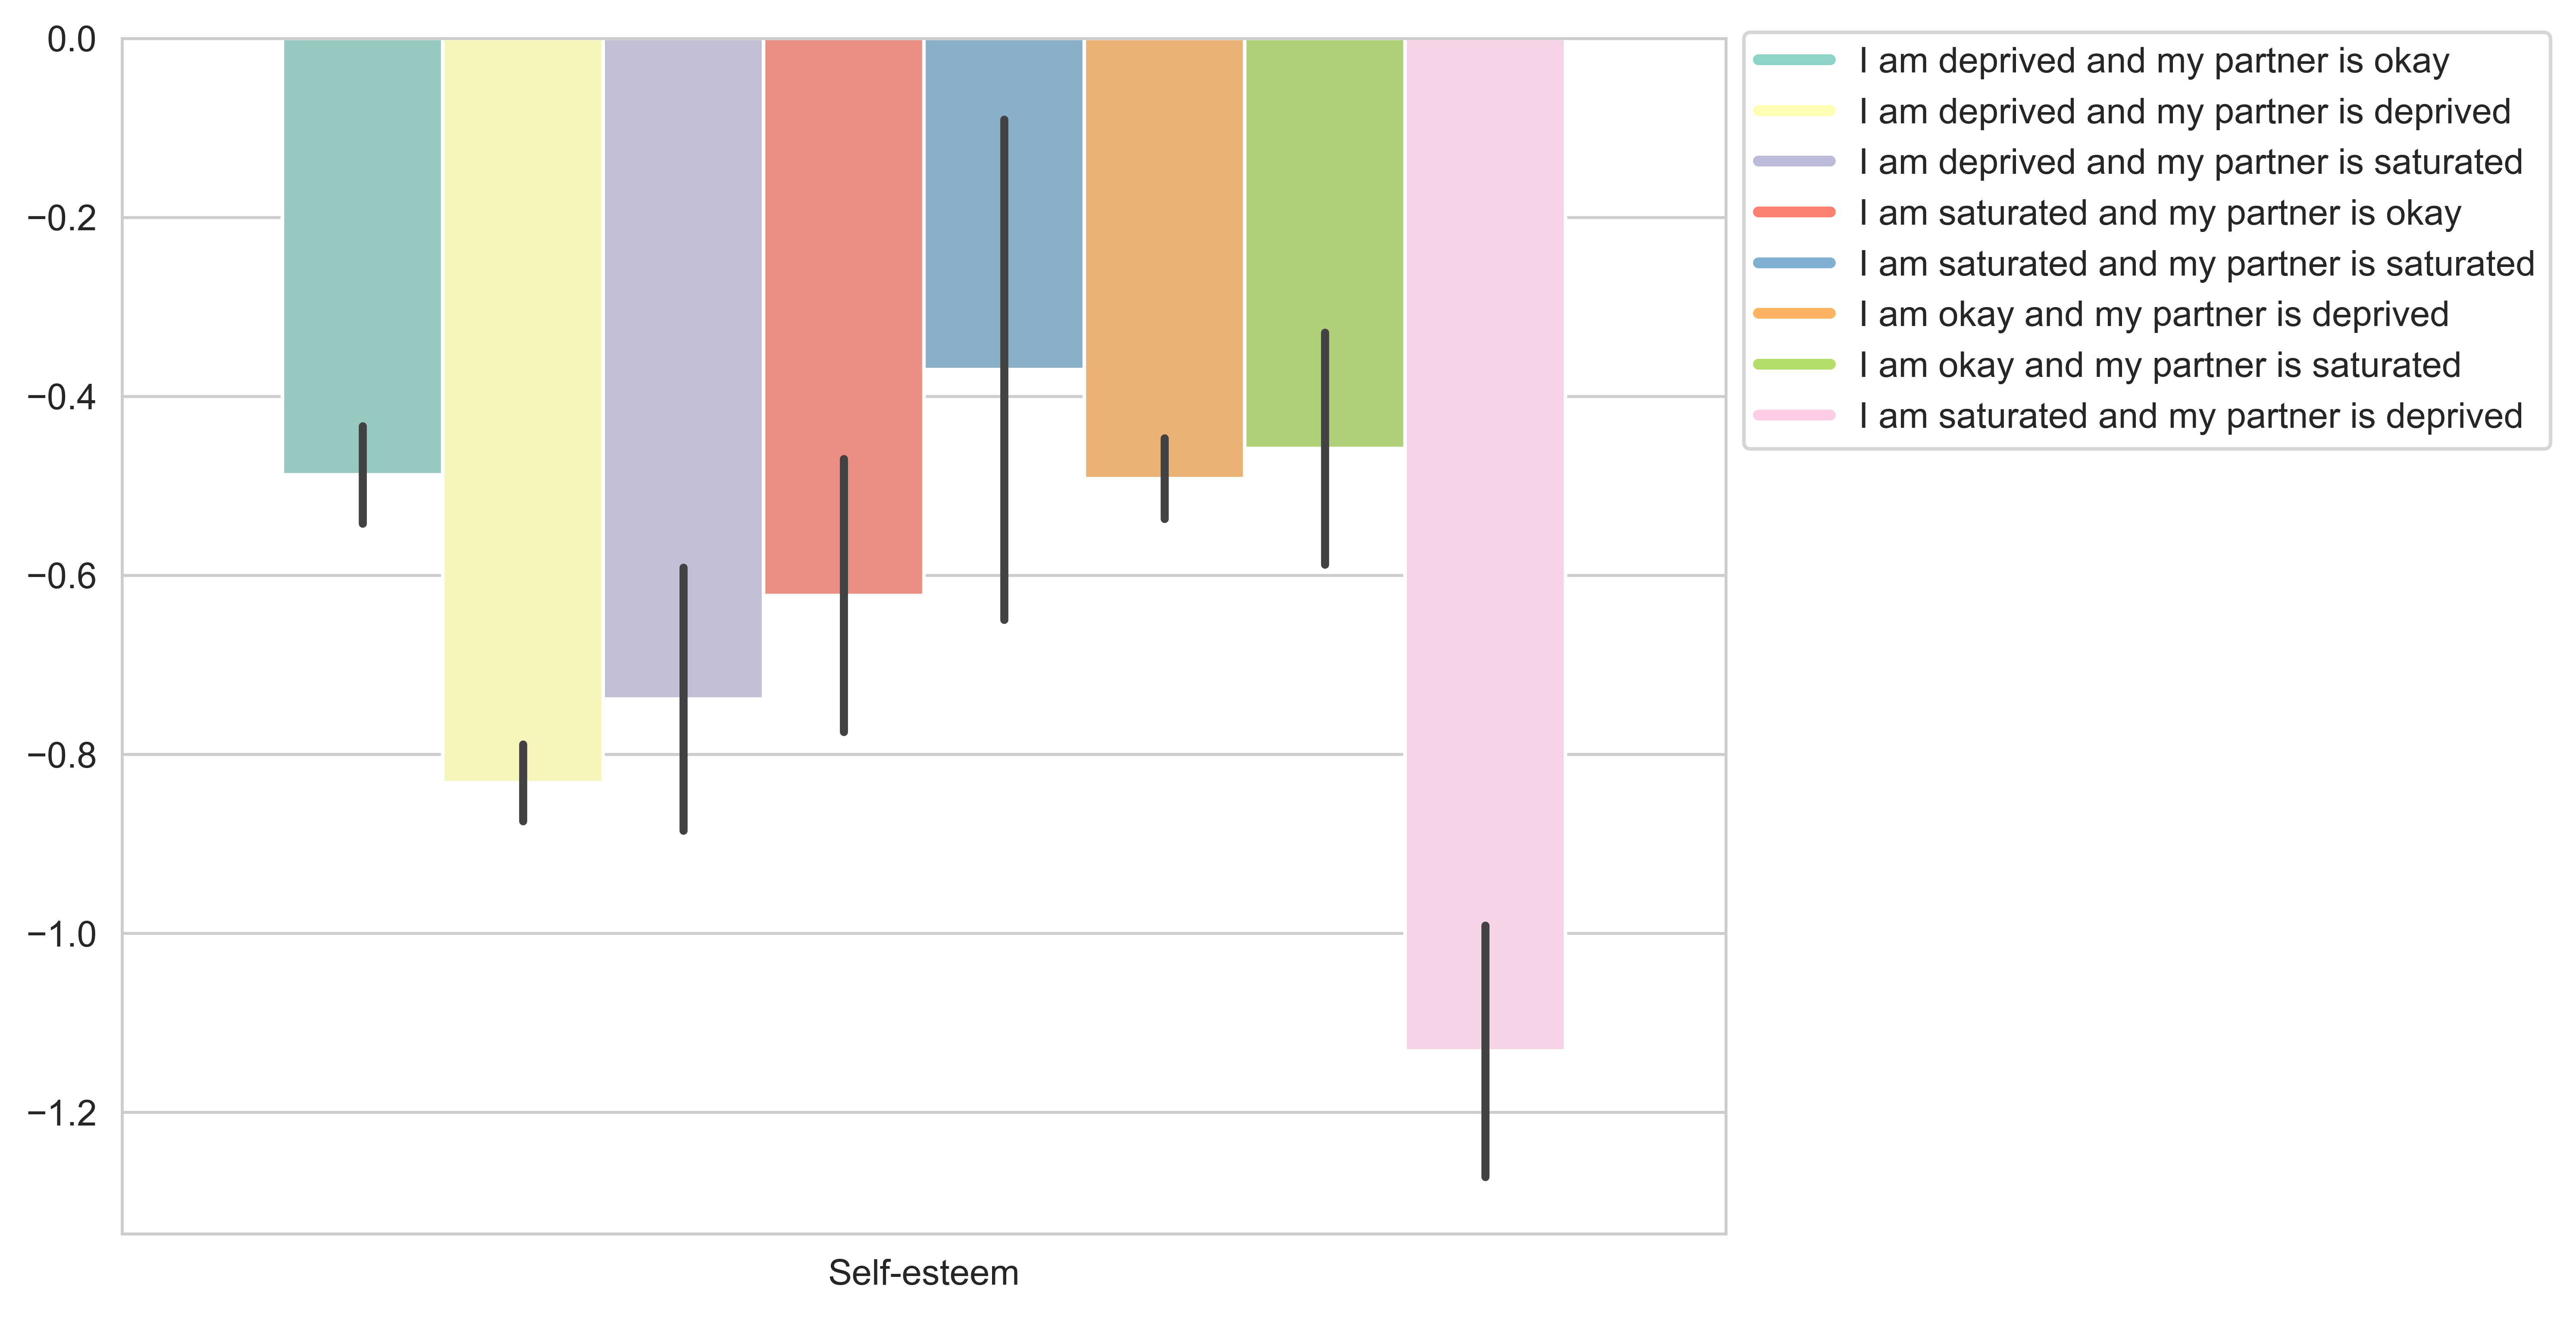 0.0
−0.2
−0.4
−0.6
−0.8
−1.0
−1.2
Self-esteem
I am deprived and my partner is okay
I am deprived and my partner is deprived
I am deprived and my partner is saturated
I am saturated and my partner is okay
I am saturated and my partner is saturated
I am okay and my partner is deprived
I am okay and my partner is saturated
I am saturated and my partner is deprived